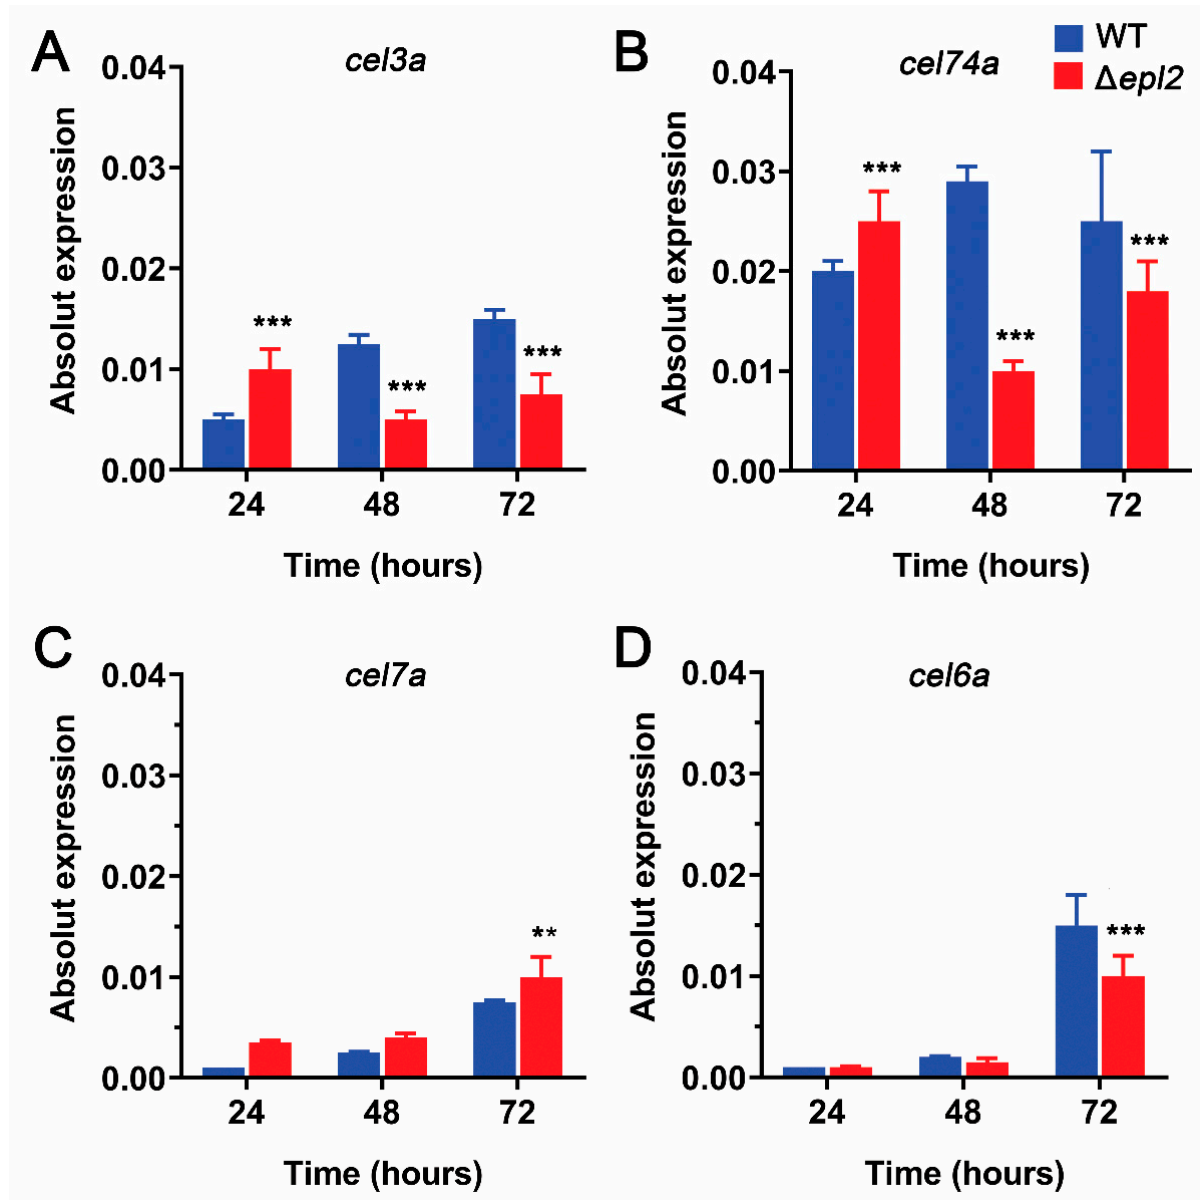 A
cel3a
Absolut expression
0.04
0.03
0.02
0.01
0.00
***
***
***
24 48 72
Time (hours)
B
cel74a
WT
Δepl2
Absolut expression
0.04
0.03
0.02
0.01
0.00
***
***
***
24 48 72
Time (hours)
C
cel7a
Absolut expression
0.04
0.03
0.02
0.01
0.00
**
24 48 72
Time (hours)
D
cel6a
Absolut expression
0.04
0.03
0.02
0.01
0.00
***
24 48 72
Time (hours)